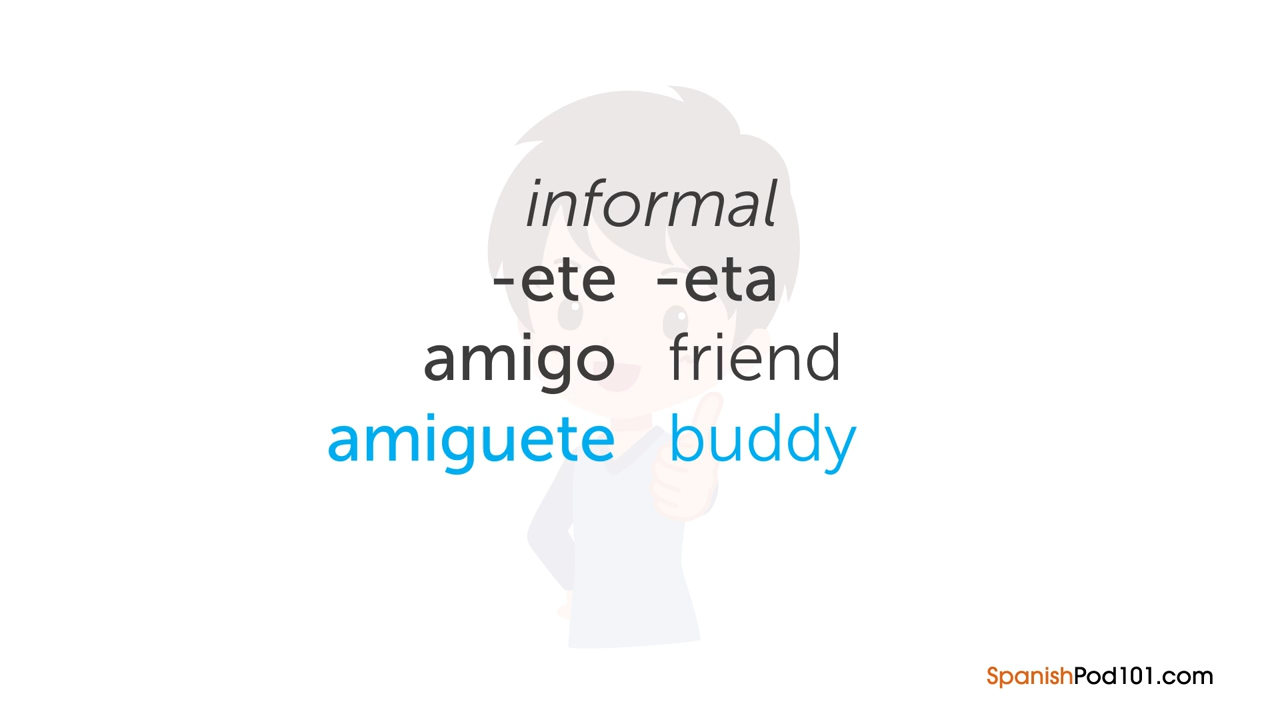 informal
-ete -eta
amigo friend
amiguete buddy
SpanishPod101.com